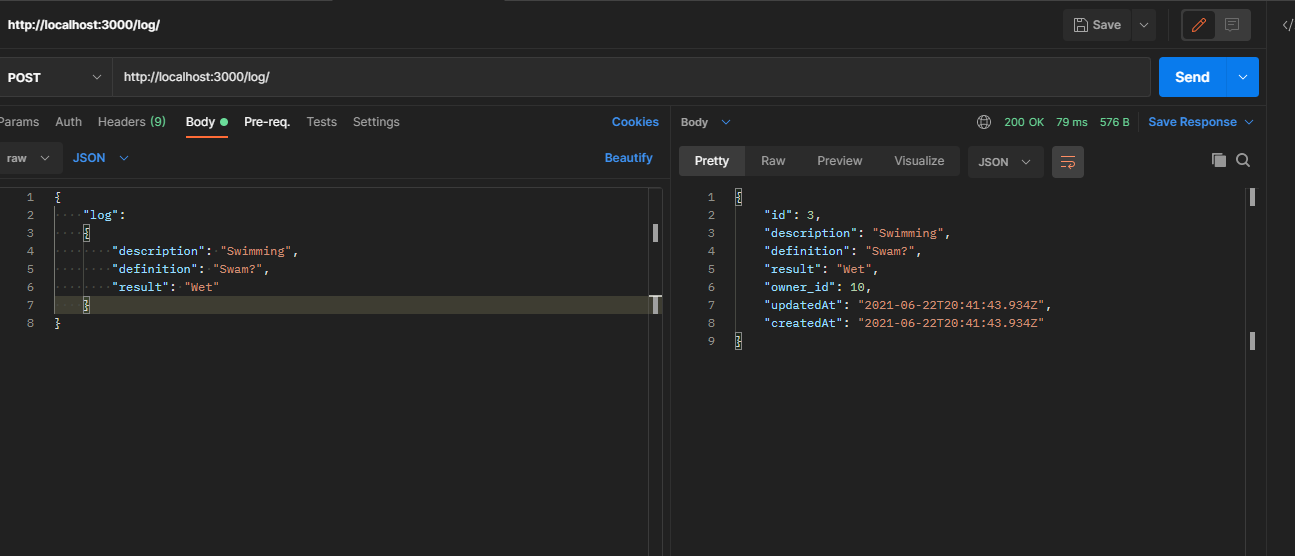 http://localhost:3000/log/
Save
POST
http://localhost:3000/log/
Send
Params Auth Headers (9) Body Pre-req. Tests Settings Cookies
Body 200 OK 79 ms 576 B Save Response
raw JSON Beautify
Pretty Raw Preview Visualize JSON
1 {
2 "log":
3 {
4 "description": "Swimming",
5 "definition": "Swam?",
6 "result": "Wet"
7 }
8 }
1 {
2 "id": 3,
3 "description": "Swimming",
4 "definition": "Swam?",
5 "result": "Wet",
6 "owner_id": 10,
7 "updatedAt": "2021-06-22T20:41:43.934Z",
8 "createdAt": "2021-06-22T20:41:43.934Z"
9 }